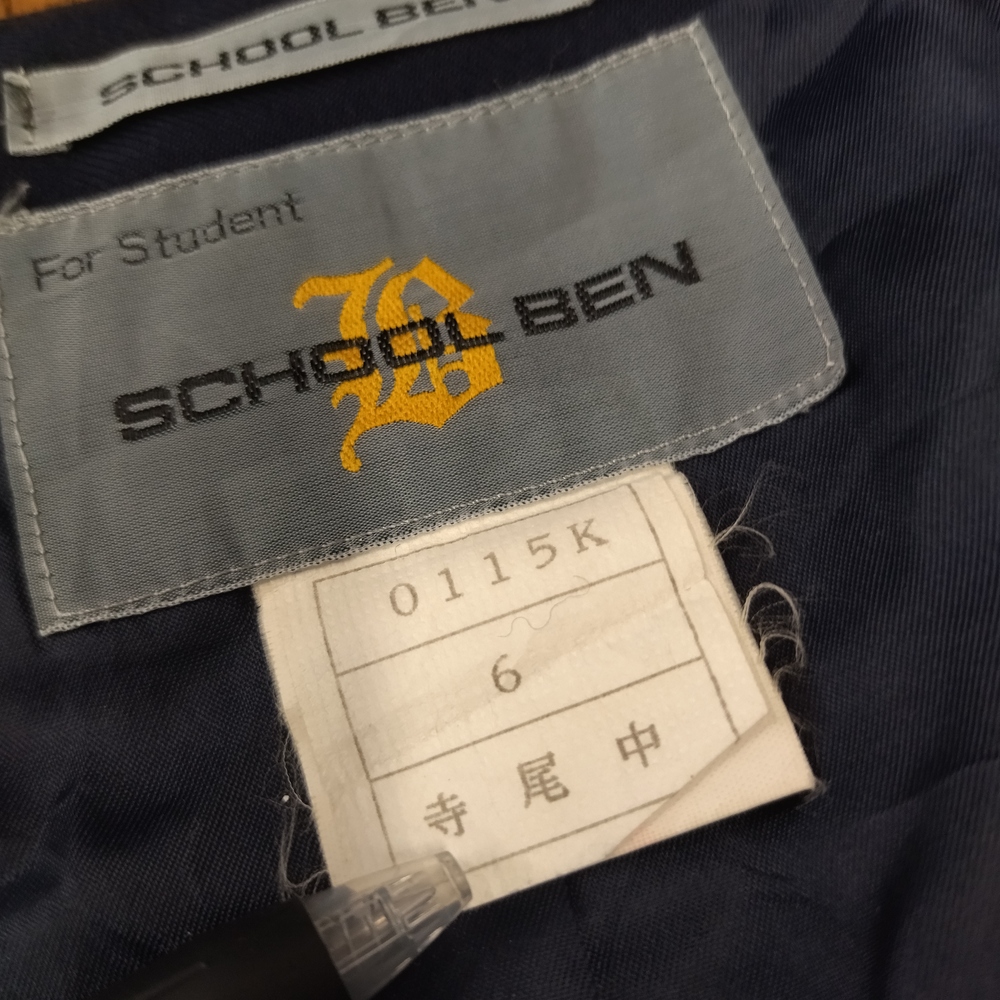 SCHOOL BEN
For Student
SCHOOL BEN
0115K
6
寺尾中